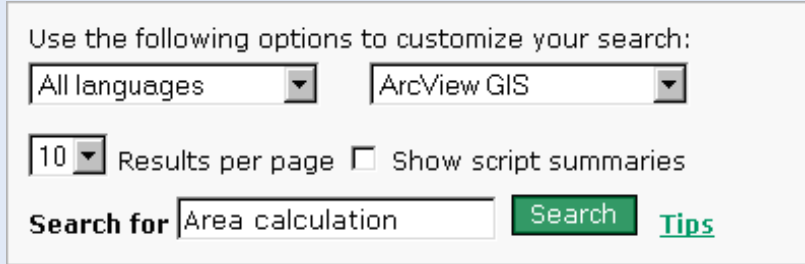 Use the following options to customize your search:
All languages ArcView GIS
10 Results per page Show script summaries
Search for Area calculation Search Tips